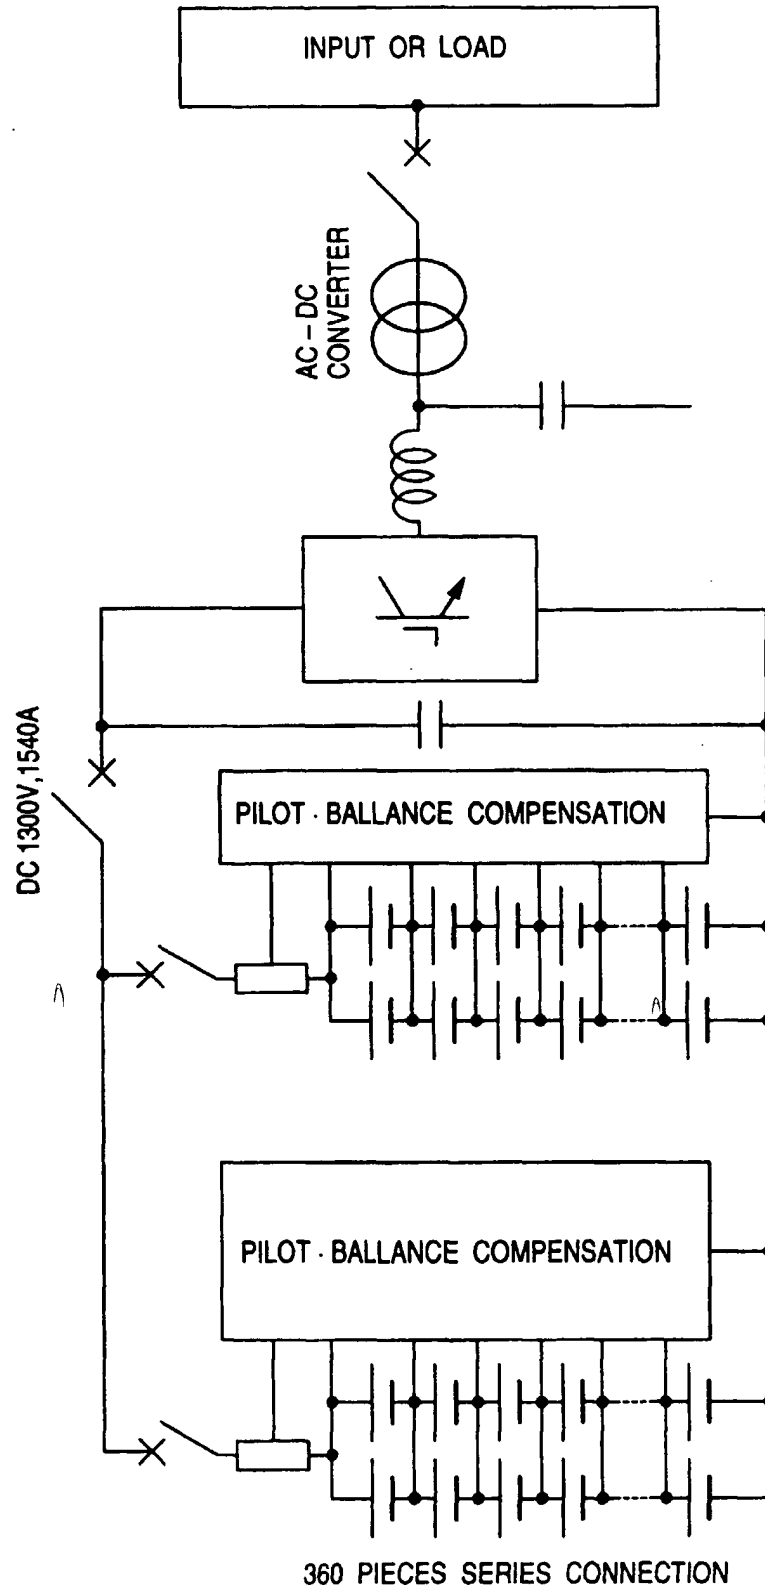 INPUT OR LOAD
AC – DC
CONVERTER
DC 1300V,1540A
PILOT · BALLANCE COMPENSATION
PILOT · BALLANCE COMPENSATION
360 PIECES SERIES CONNECTION